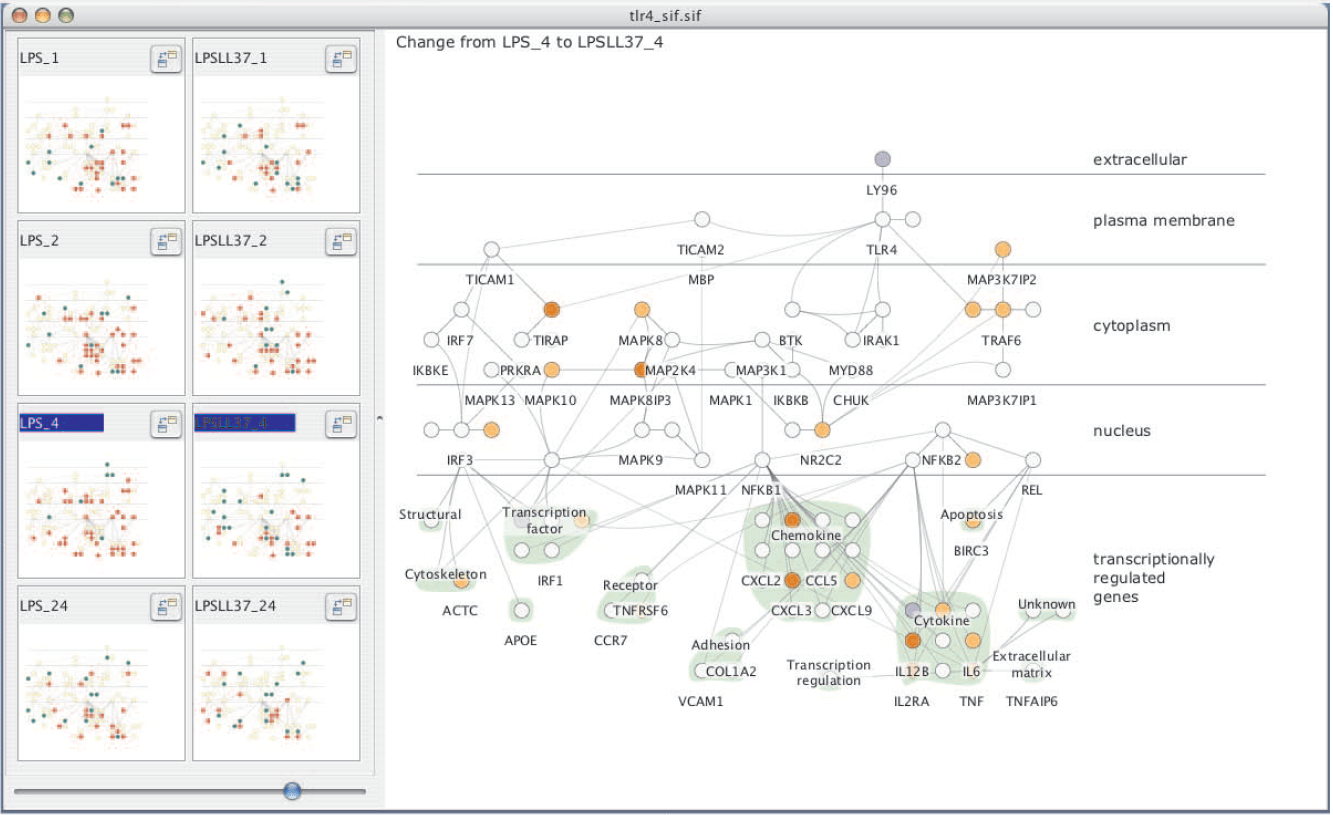 tlr4_sif.sif
LPS_1
LPSLL37_1
LPS_2
LPSLL37_2
LPS_4
LPSLL37_4
LPS_24
LPSLL37_24
Change from LPS_4 to LPSLL37_4
extracellular
LY96
plasma membrane
TICAM2
TLR4
TICAM1
MBP
MAP3K7IP2
cytoplasm
IRF7
TIRAP
MAPK8
BTK
IRAK1
TRAF6
IKBKE
PRKRA
MAP2K4
MAP3K1
MYD88
MAPK13
MAPK10
MAPK8IP3
MAPK1
IKBKB
CHUK
MAP3K7IP1
nucleus
IRF3
MAPK9
NR2C2
NFKB2
MAPK11
NFKB1
REL
Structural
Transcription
factor
Chemokine
Apoptosis
BIRC3
transcriptionally
regulated
genes
Cytoskeleton
IRF1
Receptor
CXCL2
CCL5
ACTC
TNFRSF6
CXCL3
CXCL9
Unknown
Cytokine
APOE
CCR7
Adhesion
COL1A2
Transcription
regulation
IL12B
IL6
Extracellular
matrix
VCAM1
IL2RA
TNF
TNFAIP6